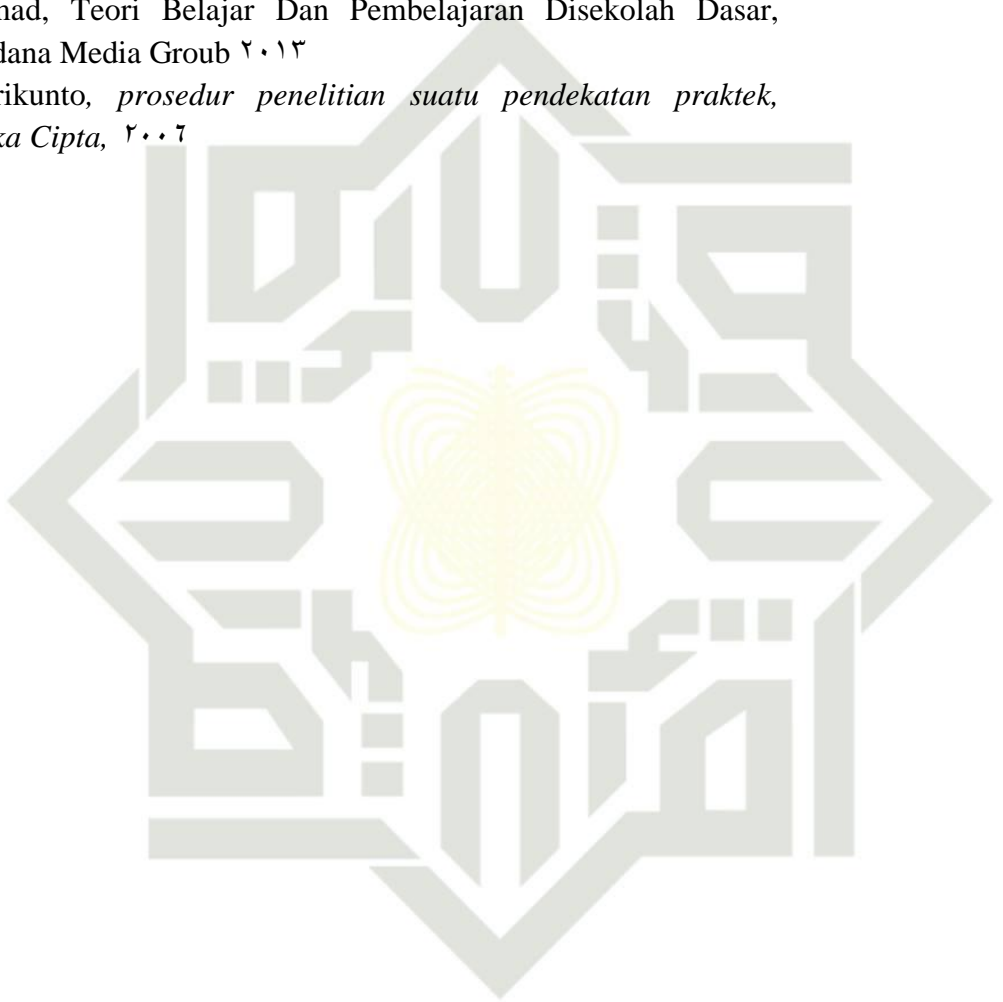 mad, Teori Belajar Dan Pembelajaran Disekolah Dasar,
dana Media Groub ٢٠١٣
rikunto, prosedur penelitian suatu pendekatan praktek,
ka Cipta, ٢٠٠٦